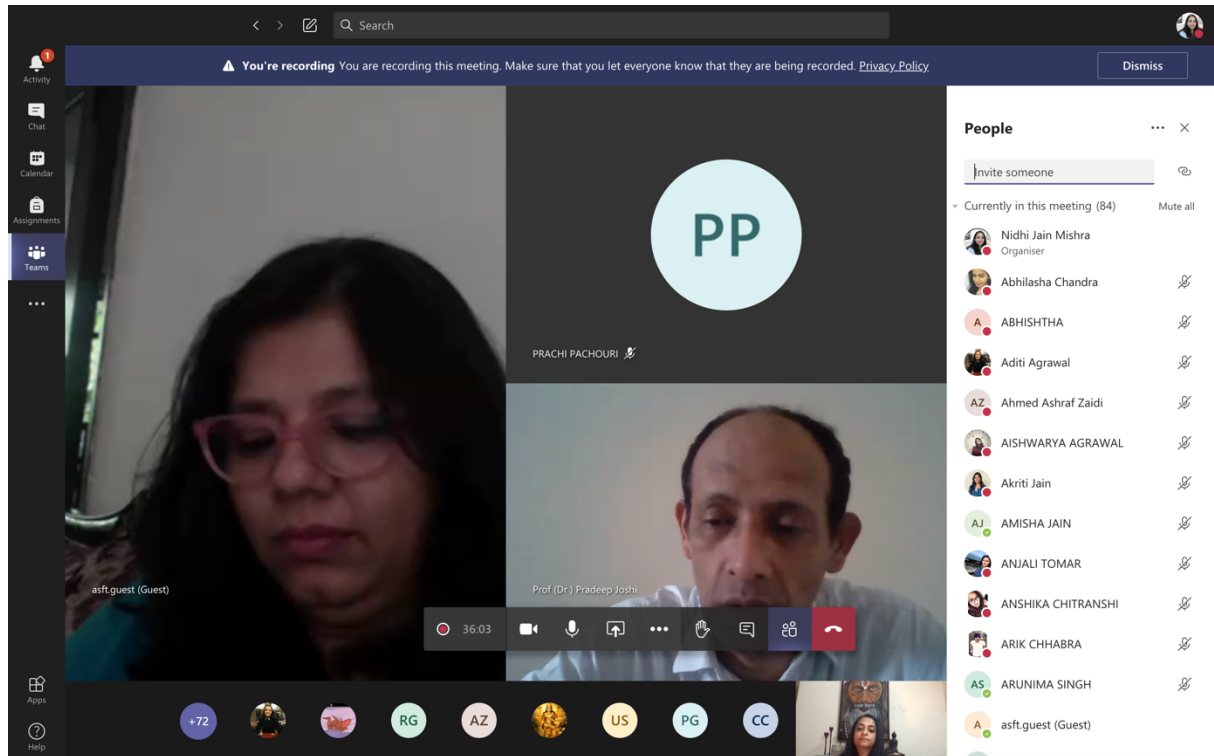 Search
1
Activity
Chat
Calendar
Assignments
Teams
Apps
Help
You're recording You are recording this meeting. Make sure that you let everyone know that they are being recorded. Privacy Policy
Dismiss
asft.guest (Guest)
PP
PRACHI PACHOURI
Prof (Dr ) Pradeep Joshi
36:03
+72
RG
AZ
US
PG
CC
People
Invite someone
Currently in this meeting (84)
Mute all
Nidhi Jain Mishra
Organiser
Abhilasha Chandra
A ABHISHTHA
Aditi Agrawal
AZ Ahmed Ashraf Zaidi
AISHWARYA AGRAWAL
Akriti Jain
AJ AMISHA JAIN
ANJALI TOMAR
ANSHIKA CHITRANSHI
ARIK CHHABRA
AS ARUNIMA SINGH
A asft.guest (Guest)